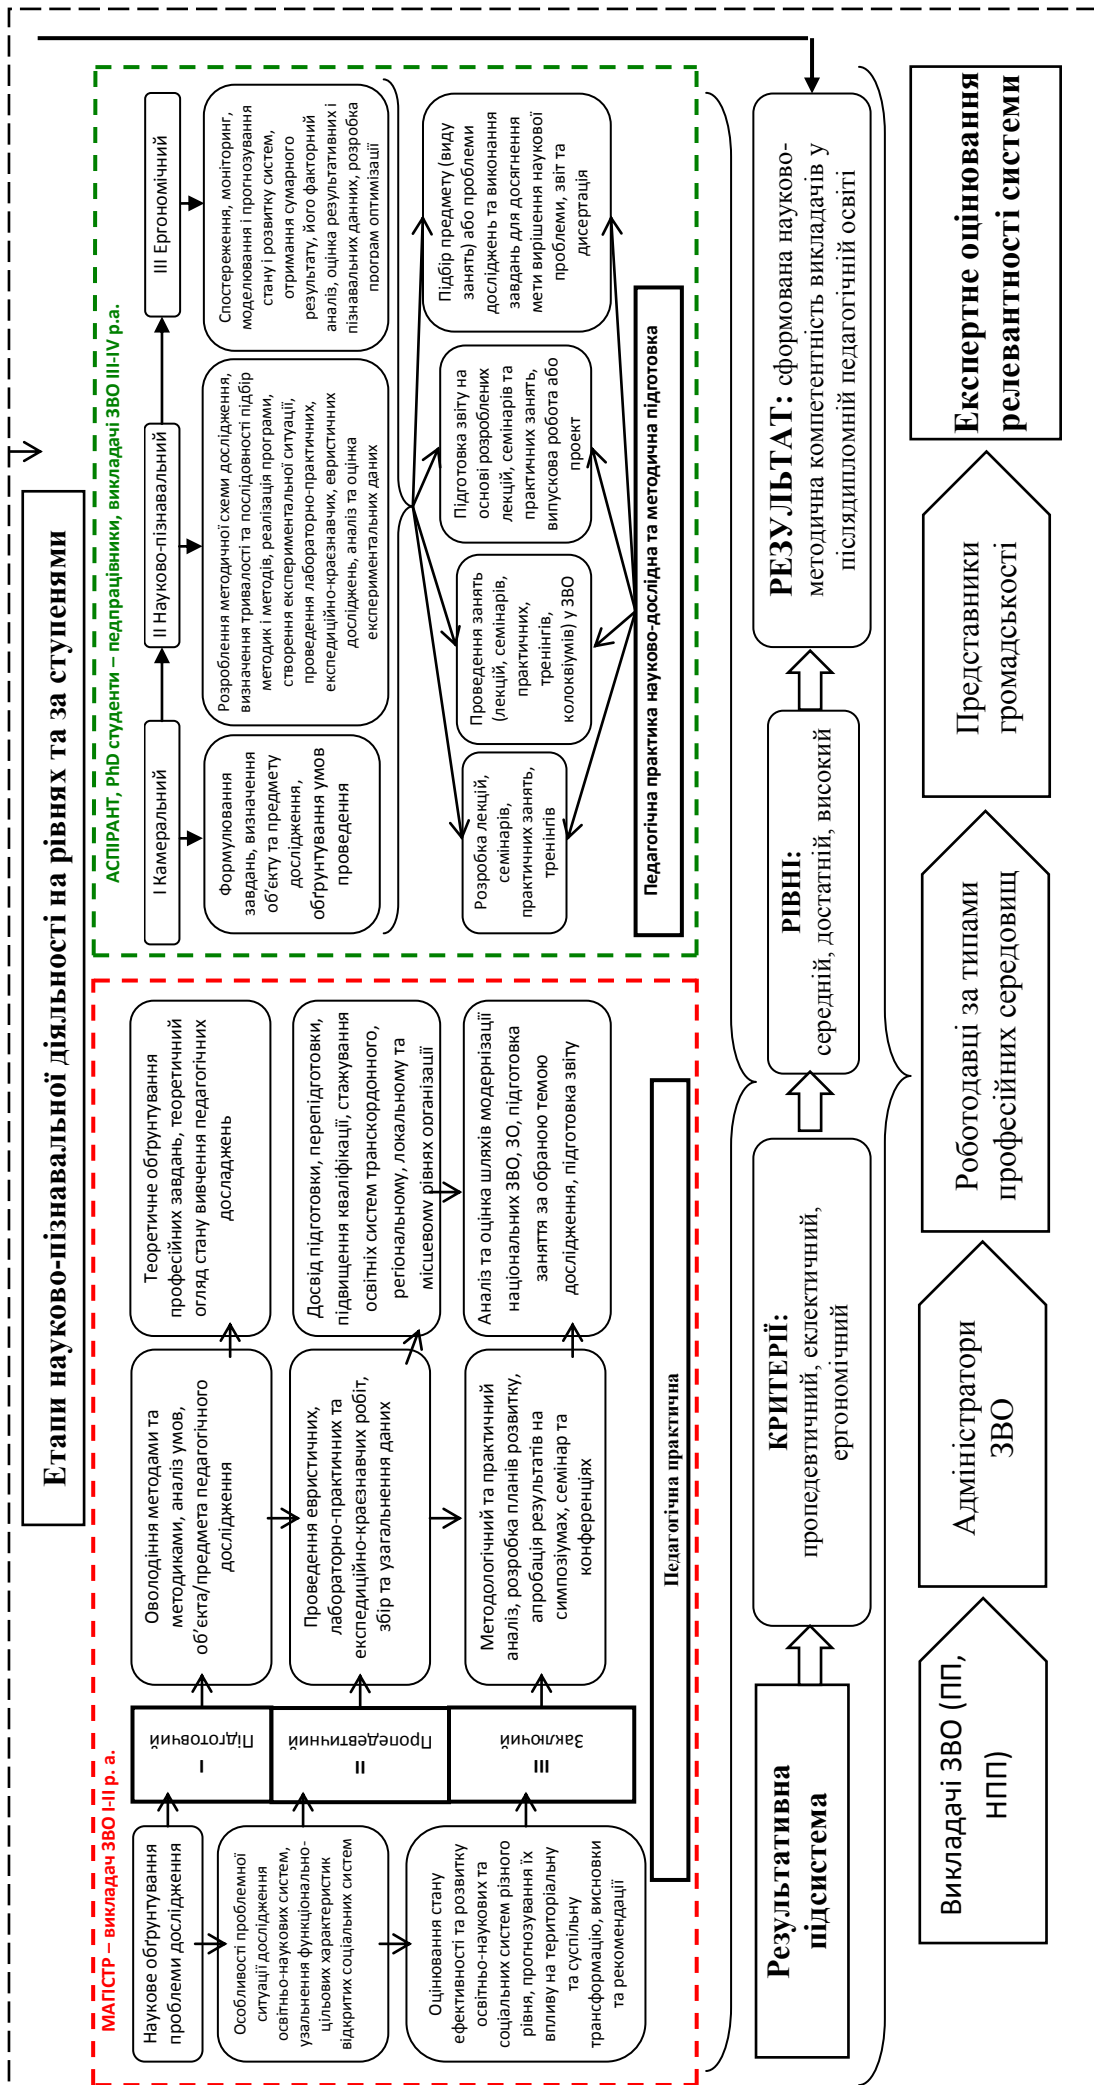 Етапи науково-пізнавальної діяльності на рівнях та за ступенями
МАГІСТР – викладач ЗВО І-ІІ р. а.
Наукове обґрунтування
проблеми дослідження
Особливості проблемної
ситуації дослідження
освітньо-наукових систем,
узальнення функціонально-
цільових характеристик
відкритих соціальних систем
Оцінювання стану
ефективності та розвитку
освітньо-наукових та
соціальних систем різного
рівня, прогнозування їх
впливу на територіальну
та суспільну
трансформацію, висновки
та рекомендації
І
Підготовчий
ІІ
Пропедевтичний
ІІІ
Заключий
Оволодіння методами та
методиками, аналіз умов,
об’єкта/предмета педагогічного
дослідження
Проведення евристичних,
лабораторно-практичних та
експедиційно-краєзнавчих робіт,
збір та узагальнення даних
Методологічний та практичний
аналіз, розробка планів розвитку,
апробація результатів на
симпозіумах, семінар та
конференціях
Теоретичне обґрунтування
професійних завдань, теоретичний
огляд стану вивчення педагогічних
досладжень
Досвід підготовки, перепідготовки,
підвищення кваліфікації, стажування
освітніх систем транскордонного,
регіональному, локальному та
місцевому рівнях організації
Аналіз та оцінка шляхів модернізації
національних ЗВО, ЗО, підготовка
заняття за обраною темою
дослідження, підготовка звіту
Педагогічна практична
АСПІРАНТ, PhD студенти – педпрацівники, викладачі ЗВО ІІІ-ІV р.а.
І Камеральний
ІІ Науково-пізнавальний
ІІІ Ергономічний
Формулювання
завдань, визначення
об’єкту та предмету
дослідження,
обґрунтування умов
проведення
Розроблення методичної схеми дослідження,
визначення тривалості та послідовності підбір
методик і методів, реалізація програми,
створення експериментальної ситуації,
проведення лабораторно-практичних,
експедиційно-краєзнавчих, евристичних
досліджень, аналіз та оцінка
експериментальних даних
Спостереження, моніторинг,
моделювання і прогнозування
стану і розвитку систем,
отримання сумарного
результату, його факторний
аналіз, оцінка результативних і
пізнавальних данних, розробка
програм оптимізації
Розробка лекцій,
семінарів,
практичних занять,
тренінгів
Проведення занять
(лекцій, семінарів,
практичних,
тренінгів,
колоквіумів) у ЗВО
Підготовка звіту на
основі розроблених
лекцій, семінарів та
практичних занять,
випускова робота або
проект
Підбір предмету (виду
занять) або проблеми
досліджень та виконання
завдань для досягнення
мети вирішення наукової
проблеми, звіт та
дисертація
Педагогічна практика науково-дослідна та методична підготовка
Результативна
підсистема
КРИТЕРІЇ:
пропедевтичний, еклектичний,
ергономічний
РІВНІ:
середній, достатній, високий
РЕЗУЛЬТАТ: сформована науково-
методична компетентність викладачів у
післядипломній педагогічній освіті
Викладачі ЗВО (ПП,
НПП)
Адміністратори
ЗВО
Роботодавці за типами
професійних середовищ
Представники
громадськості
Експертне оцінювання
релевантності системи